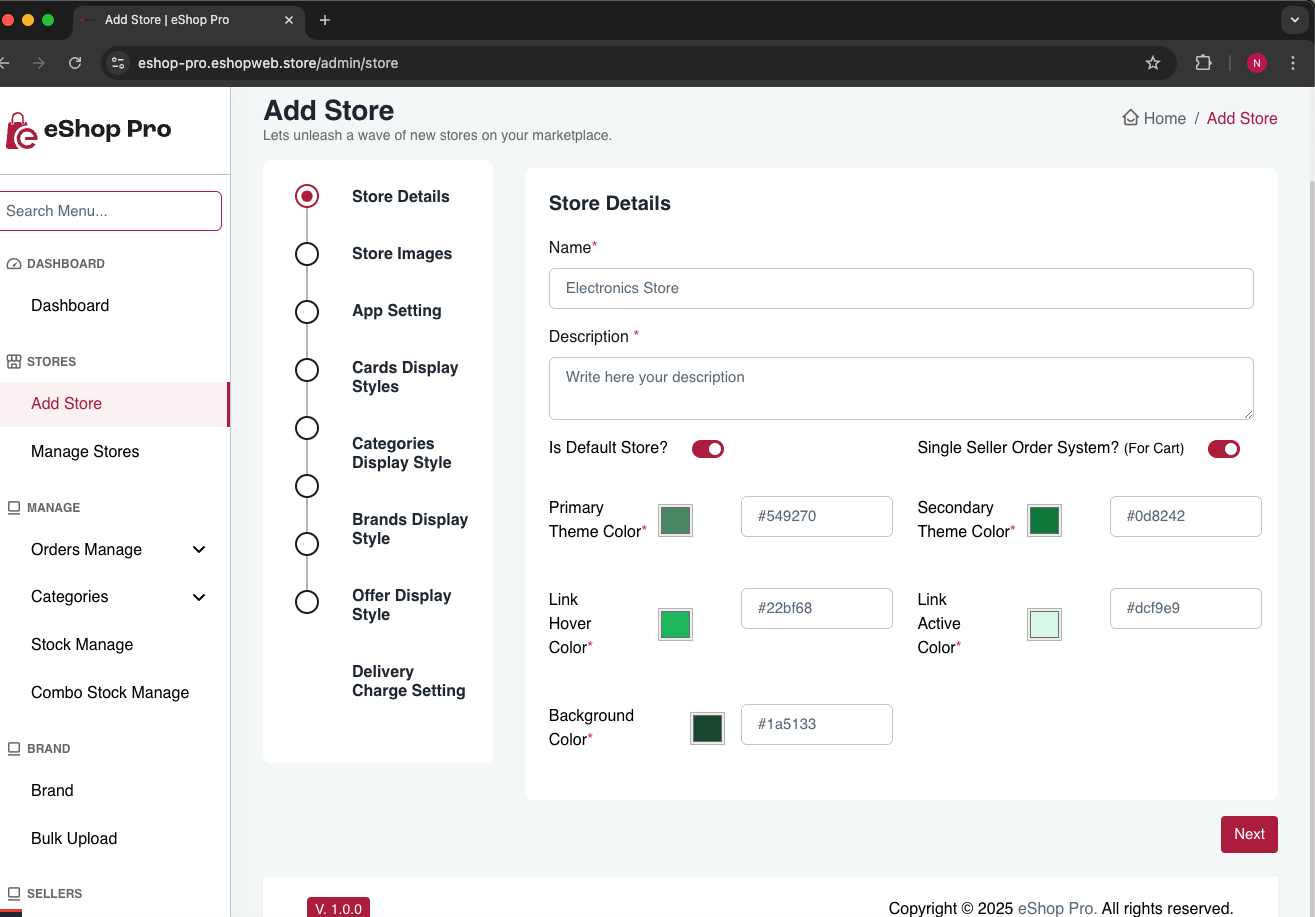 Add Store | eShop Pro
eshop-pro.eshopweb.store/admin/store
N
eShop Pro
Search Menu...
DASHBOARD
Dashboard
STORES
Add Store
Manage Stores
MANAGE
Orders Manage
Categories
Stock Manage
Combo Stock Manage
BRAND
Brand
Bulk Upload
SELLERS
Add Store
Lets unleash a wave of new stores on your marketplace.
Home / Add Store
Store Details
Store Images
App Setting
Cards Display
Styles
Categories
Display Style
Brands Display
Style
Offer Display
Style
Delivery
Charge Setting
Store Details
Name*
Electronics Store
Description *
Write here your description
Is Default Store?
Single Seller Order System? (For Cart)
Primary
Theme Color*
#549270
Secondary
Theme Color*
#0d8242
Link
Hover
Color*
#22bf68
Link
Active
Color*
#dcf9e9
Background
Color*
#1a5133
Next
V. 1.0.0
Copyright © 2025 eShop Pro. All rights reserved.